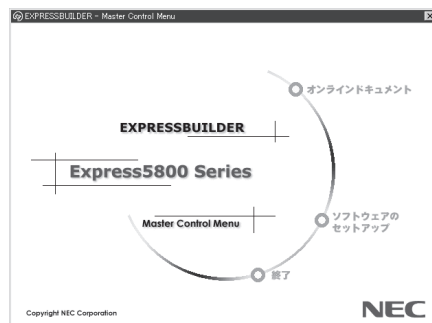 EXPRESSBUILDER - Master Control Menu
オンラインドキュメント
EXPRESSBUILDER
Express5800 Series
Master Control Menu
ソフトウェアの
セットアップ
終了
Copyright NEC Corporation
NEC